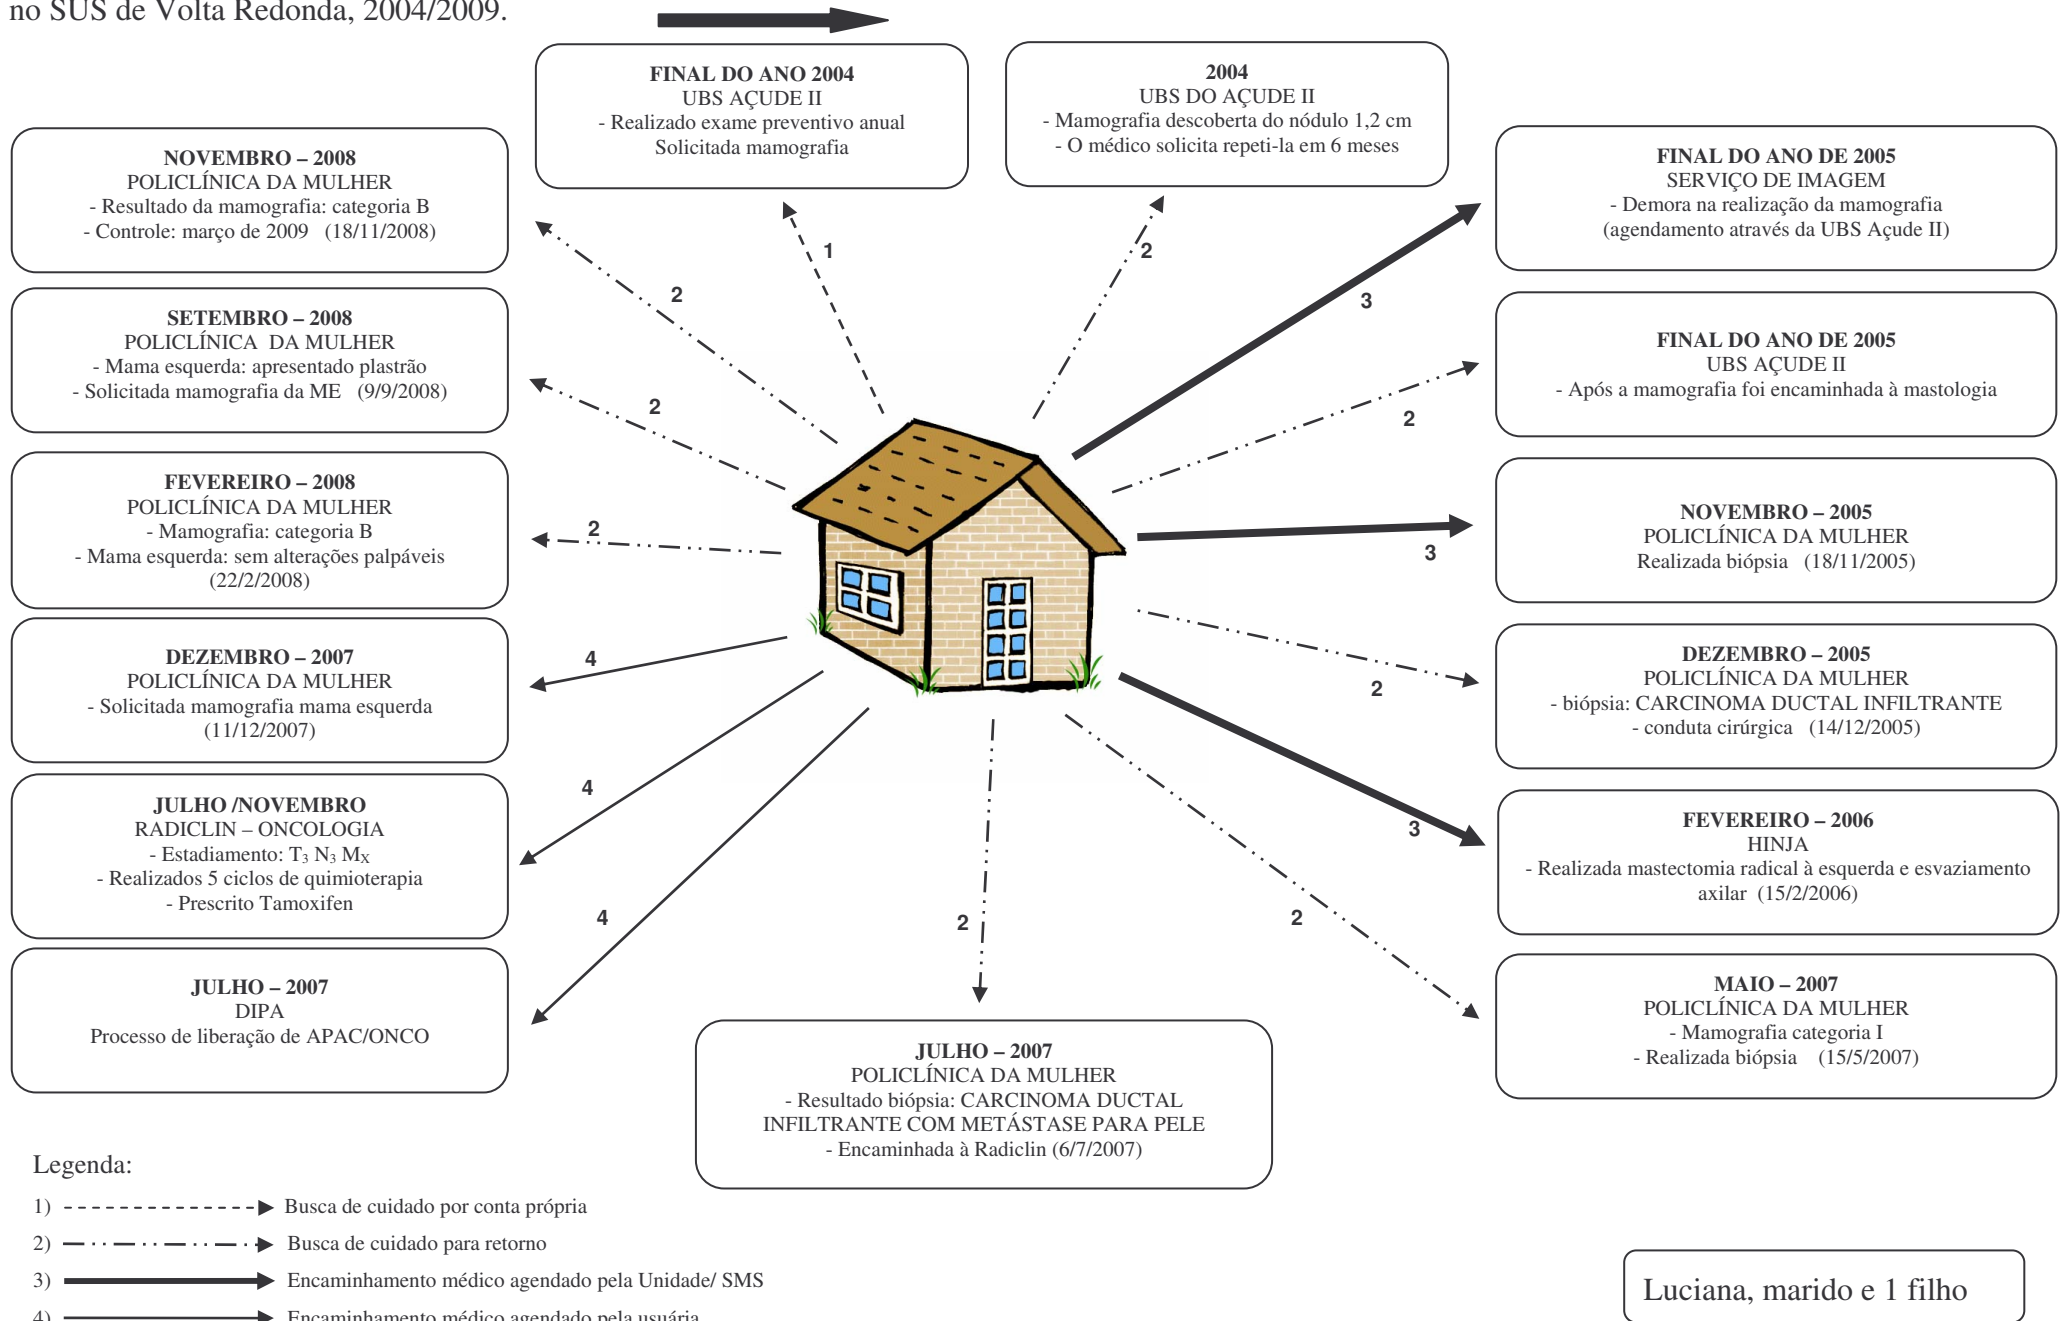 no SUS de Volta Redonda, 2004/2009.
FINAL DO ANO 2004
UBS AÇUDE II
- Realizado exame preventivo anual
Solicitada mamografia
2004
UBS DO AÇUDE II
- Mamografia descoberta do nódulo 1,2 cm
- O médico solicita repeti-la em 6 meses
FINAL DO ANO DE 2005
SERVIÇO DE IMAGEM
- Demora na realização da mamografia
(agendamento através da UBS Açude II)
FINAL DO ANO DE 2005
UBS AÇUDE II
- Após a mamografia foi encaminhada à mastologia
NOVEMBRO – 2005
POLICLÍNICA DA MULHER
Realizada biópsia (18/11/2005)
DEZEMBRO – 2005
POLICLÍNICA DA MULHER
- biópsia: CARCINOMA DUCTAL INFILTRANTE
- conduta cirúrgica (14/12/2005)
FEVEREIRO – 2006
HINJA
- Realizada mastectomia radical à esquerda e esvaziamento
axilar (15/2/2006)
MAIO – 2007
POLICLÍNICA DA MULHER
- Mamografia categoria I
- Realizada biópsia (15/5/2007)
JULHO – 2007
POLICLÍNICA DA MULHER
- Resultado biópsia: CARCINOMA DUCTAL
INFILTRANTE COM METÁSTASE PARA PELE
- Encaminhada à Radiclin (6/7/2007)
JULHO – 2007
DIPA
Processo de liberação de APAC/ONCO
JULHO /NOVEMBRO
RADICLIN – ONCOLOGIA
- Estadiamento: T₃ N₃ Mₓ
- Realizados 5 ciclos de quimioterapia
- Prescrito Tamoxifen
DEZEMBRO – 2007
POLICLÍNICA DA MULHER
- Solicitada mamografia mama esquerda
(11/12/2007)
FEVEREIRO – 2008
POLICLÍNICA DA MULHER
- Mamografia: categoria B
- Mama esquerda: sem alterações palpáveis
(22/2/2008)
SETEMBRO – 2008
POLICLÍNICA DA MULHER
- Mama esquerda: apresentado plastrão
- Solicitada mamografia da ME (9/9/2008)
NOVEMBRO – 2008
POLICLÍNICA DA MULHER
- Resultado da mamografia: categoria B
- Controle: março de 2009 (18/11/2008)
1
2
3
2
3
2
3
2
2
4
4
4
2
2
2
Legenda:
1) Busca de cuidado por conta própria
2) Busca de cuidado para retorno
3) Encaminhamento médico agendado pela Unidade/ SMS
4) Encaminhamento médico agendado pela usuária
Luciana, marido e 1 filho